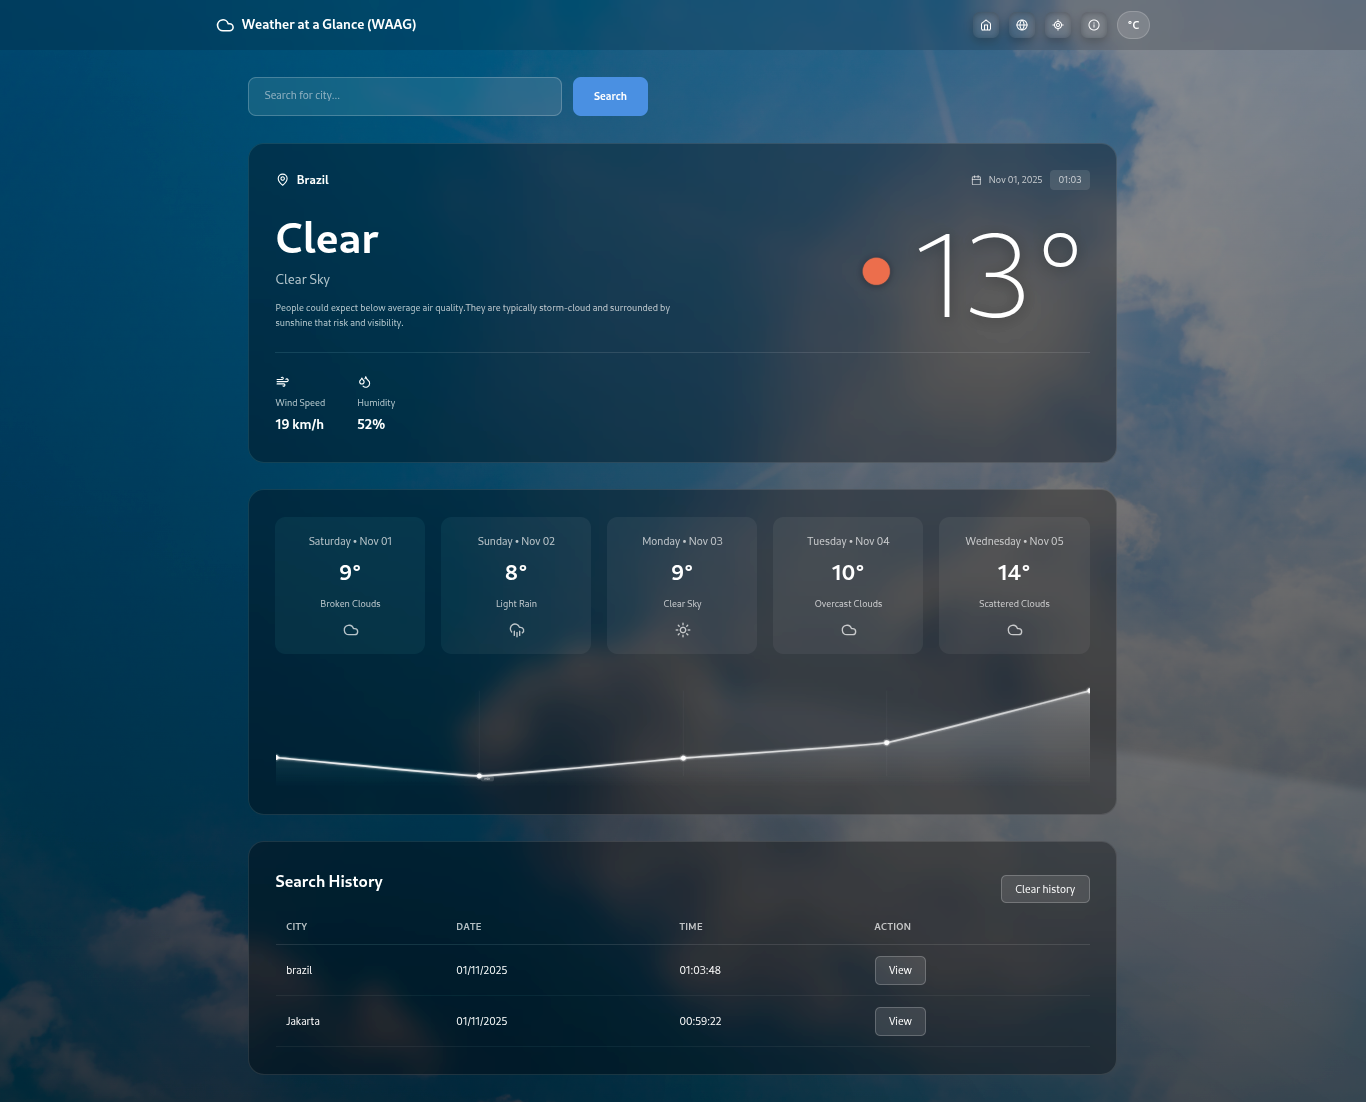 Weather at a Glance (WAAG)
°C
Search for city...
Search
Brazil
Nov 01, 2025
01:03
Clear
Clear Sky
People could expect below average air quality.They are typically storm-cloud and surrounded by
sunshine that risk and visibility.
13°
Wind Speed
19 km/h
Humidity
52%
Saturday • Nov 01
9°
Broken Clouds
Sunday • Nov 02
8°
Light Rain
Monday • Nov 03
9°
Clear Sky
Tuesday • Nov 04
10°
Overcast Clouds
Wednesday • Nov 05
14°
Scattered Clouds
Search History
Clear history
CITY DATE TIME ACTION
brazil 01/11/2025 01:03:48 View
Jakarta 01/11/2025 00:59:22 View